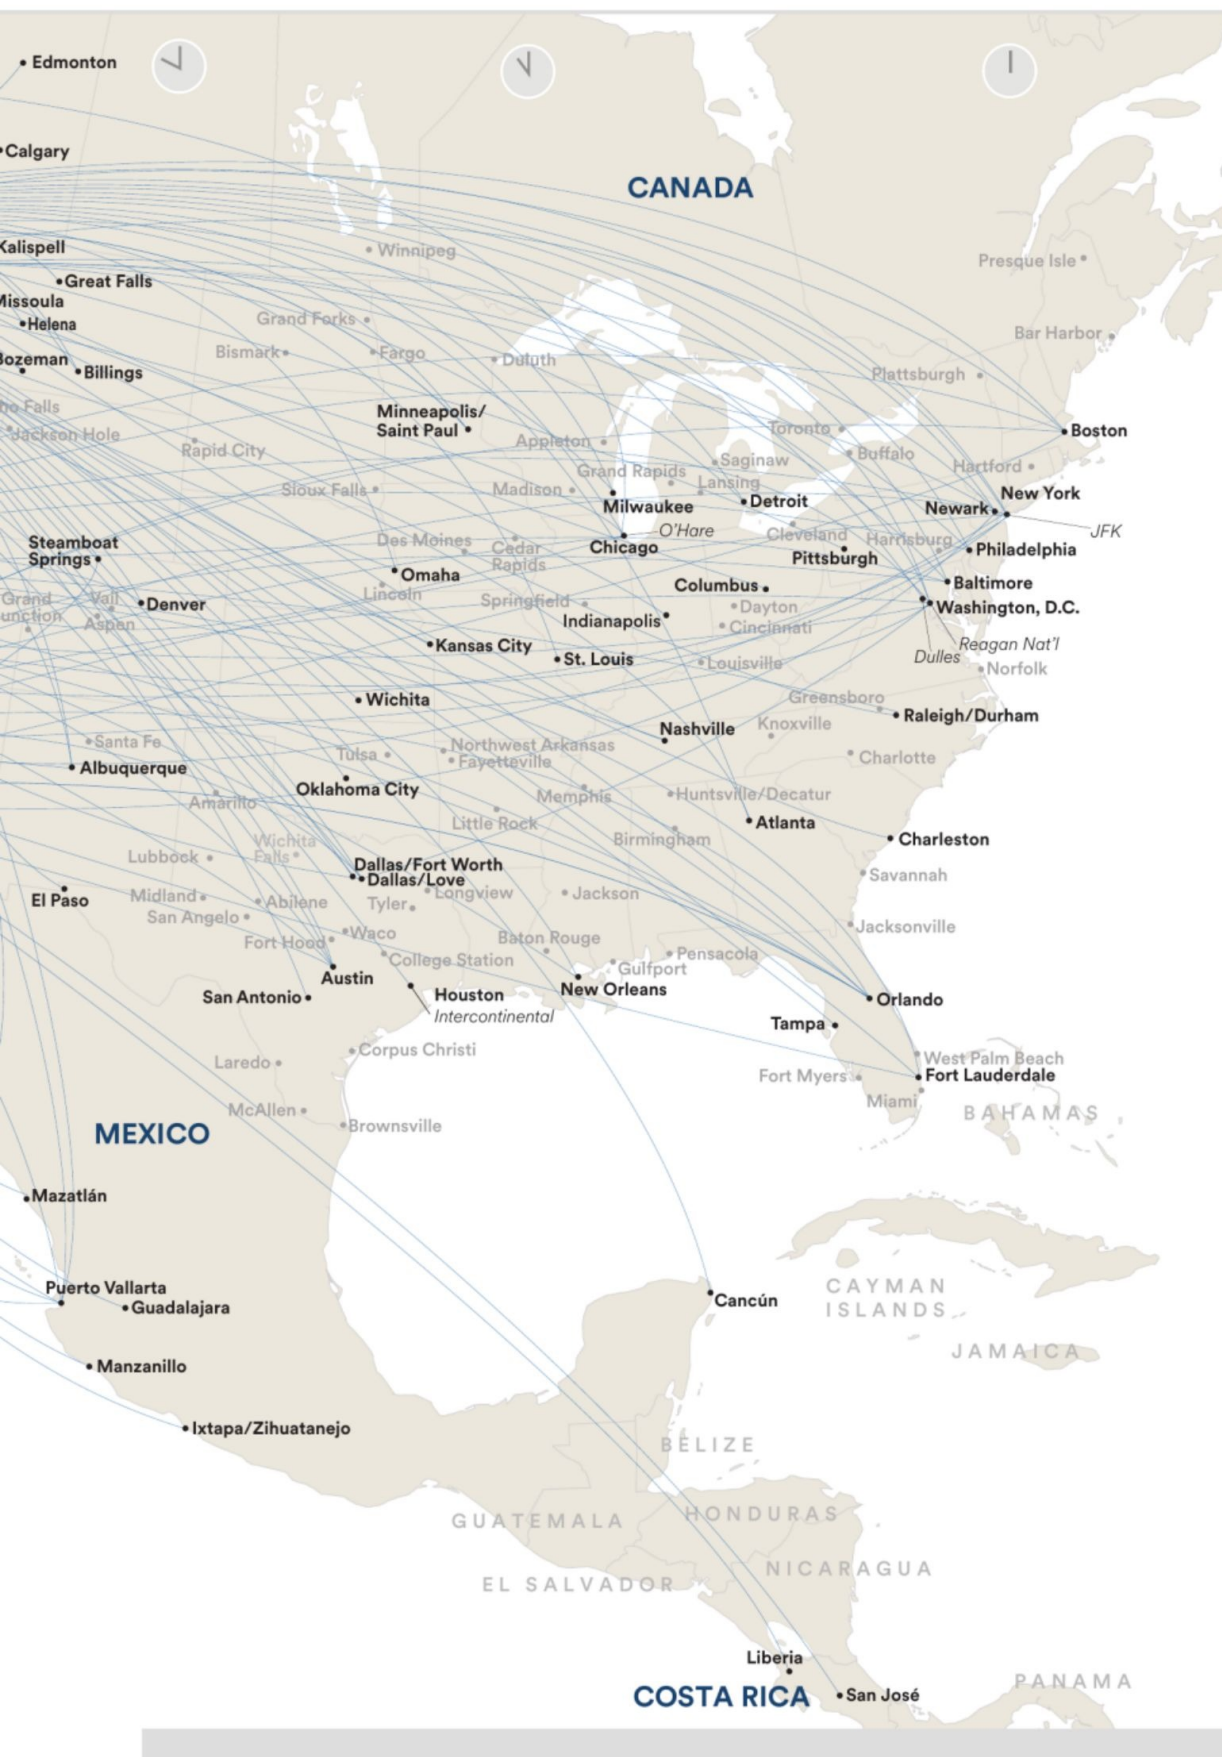 Edmonton
Calgary
CANADA
Kalispell
Winnipeg
Presque Isle
Great Falls
Missoula
Helena
Grand Forks
Bar Harbor
Bismark
Fargo
Duluth
Bozeman
Billings
Plattsburgh
ho Falls
Jackson Hole
Minneapolis/
Saint Paul
Toronto
Boston
Rapid City
Appleton
Buffalo
Saginaw
Hartford
Grand Rapids
Lansing
Sioux Falls
Madison
Milwaukee
Detroit
New York
Newark
JFK
O'Hare
Cleveland
Harrisburg
Steamboat
Springs
Des Moines
Cedar
Rapids
Chicago
Pittsburgh
Philadelphia
Omaha
Lincoln
Columbus
Baltimore
Grand
Junction
Vail
Aspen
Denver
Springfield
Indianapolis
Dayton
Cincinnati
Washington, D.C.
Reagan Nat'l
Dulles
Kansas City
St. Louis
Louisville
Norfolk
Wichita
Greensboro
Raleigh/Durham
Nashville
Knoxville
Santa Fe
Tulsa
Northwest Arkansas
Fayetteville
Charlotte
Albuquerque
Oklahoma City
Amarillo
Memphis
Huntsville/Decatur
Little Rock
Atlanta
Birmingham
Wichita
Falls
Charleston
Lubbock
Dallas/Fort Worth
Dallas/Love
Savannah
El Paso
Midland
Abilene
Longview
Tyler
Jackson
San Angelo
Waco
Fort Hood
Jacksonville
Baton Rouge
College Station
Pensacola
Gulfport
Austin
New Orleans
San Antonio
Houston
Intercontinental
Orlando
Tampa
Corpus Christi
Laredo
West Palm Beach
Fort Myers
Fort Lauderdale
Miami
McAllen
BAHAMAS
Brownsville
MEXICO
Mazatlán
Puerto Vallarta
Guadalajara
Cancún
CAYMAN
ISLANDS
JAMAICA
Manzanillo
Ixtapa/Zihuatanejo
BELIZE
GUATEMALA
HONDURAS
NICARAGUA
EL SALVADOR
Liberia
COSTA RICA
San José
PANAMA